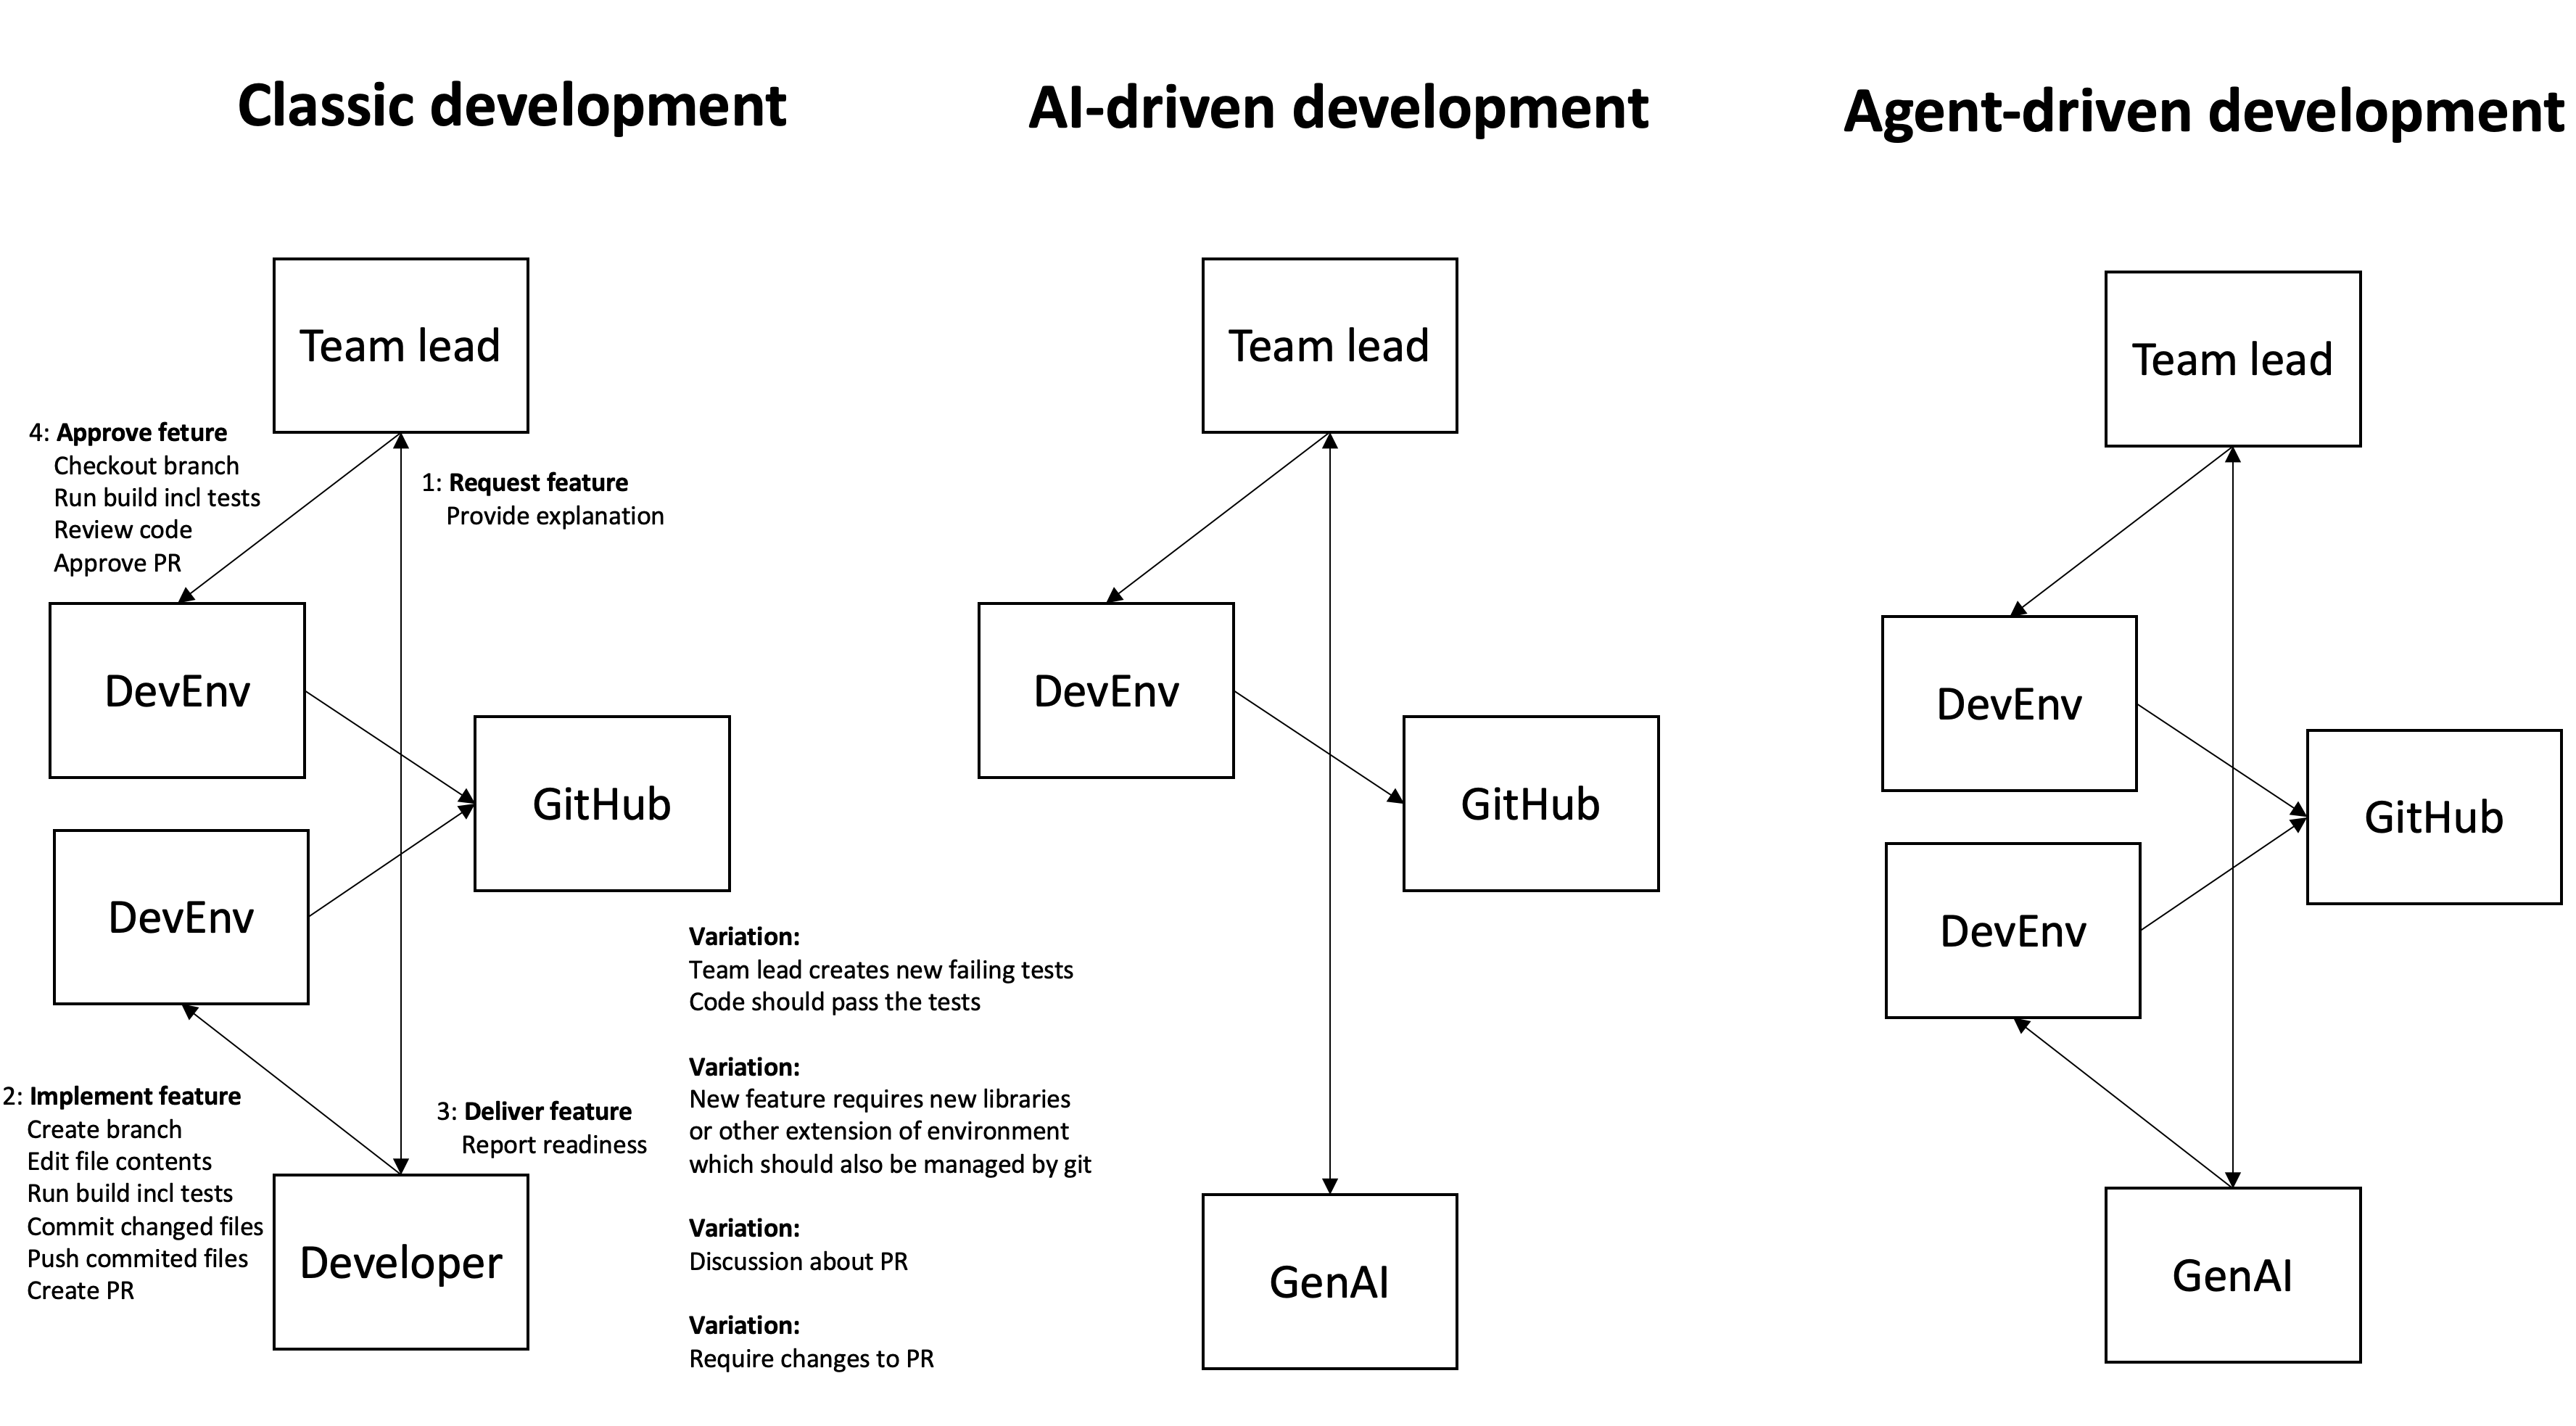 Classic development
Team lead
4: Approve feture
Checkout branch
Run build incl tests
Review code
Approve PR
1: Request feature
Provide explanation
DevEnv
GitHub
DevEnv
2: Implement feature
Create branch
Edit file contents
Run build incl tests
Commit changed files
Push commited files
Create PR
3: Deliver feature
Report readiness
Developer
Variation:
Team lead creates new failing tests
Code should pass the tests
Variation:
New feature requires new libraries
or other extension of environment
which should also be managed by git
Variation:
Discussion about PR
Variation:
Require changes to PR
AI-driven development
Team lead
DevEnv
GitHub
GenAI
Agent-driven development
Team lead
DevEnv
GitHub
DevEnv
GenAI